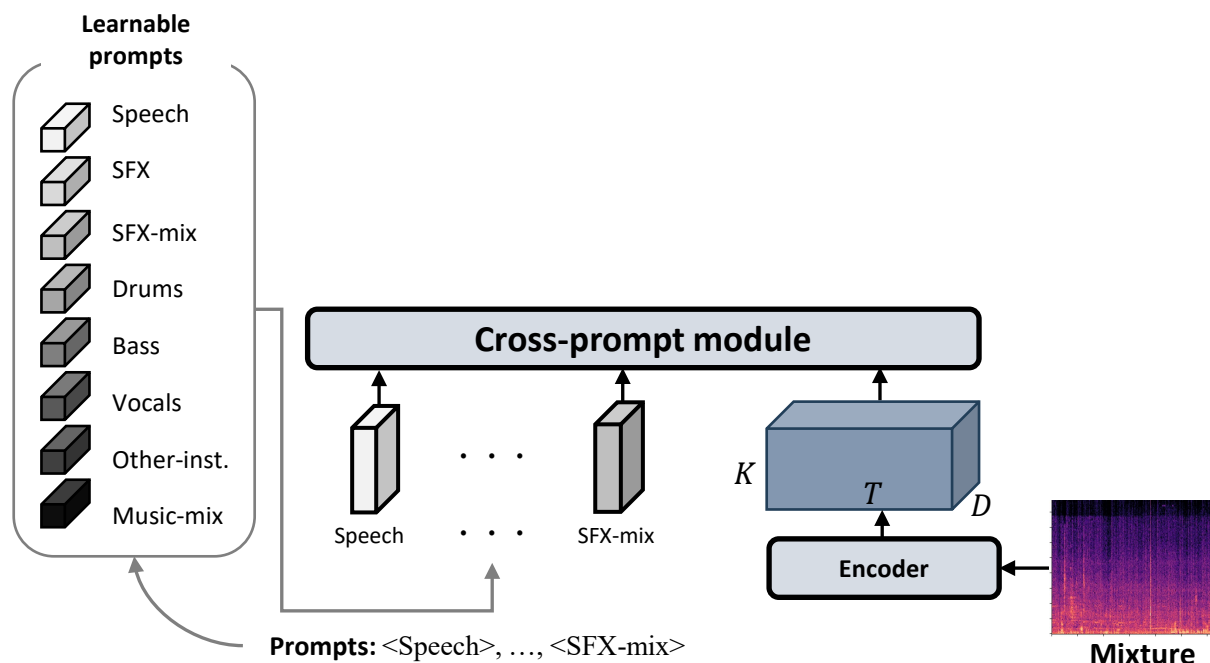 Learnable
prompts
Speech
SFX
SFX-mix
Drums
Bass
Vocals
Other-inst.
Music-mix
Cross-prompt module
. . .
K
T
D
Speech
. . .
SFX-mix
Encoder
Prompts: <Speech>, …, <SFX-mix>
Mixture